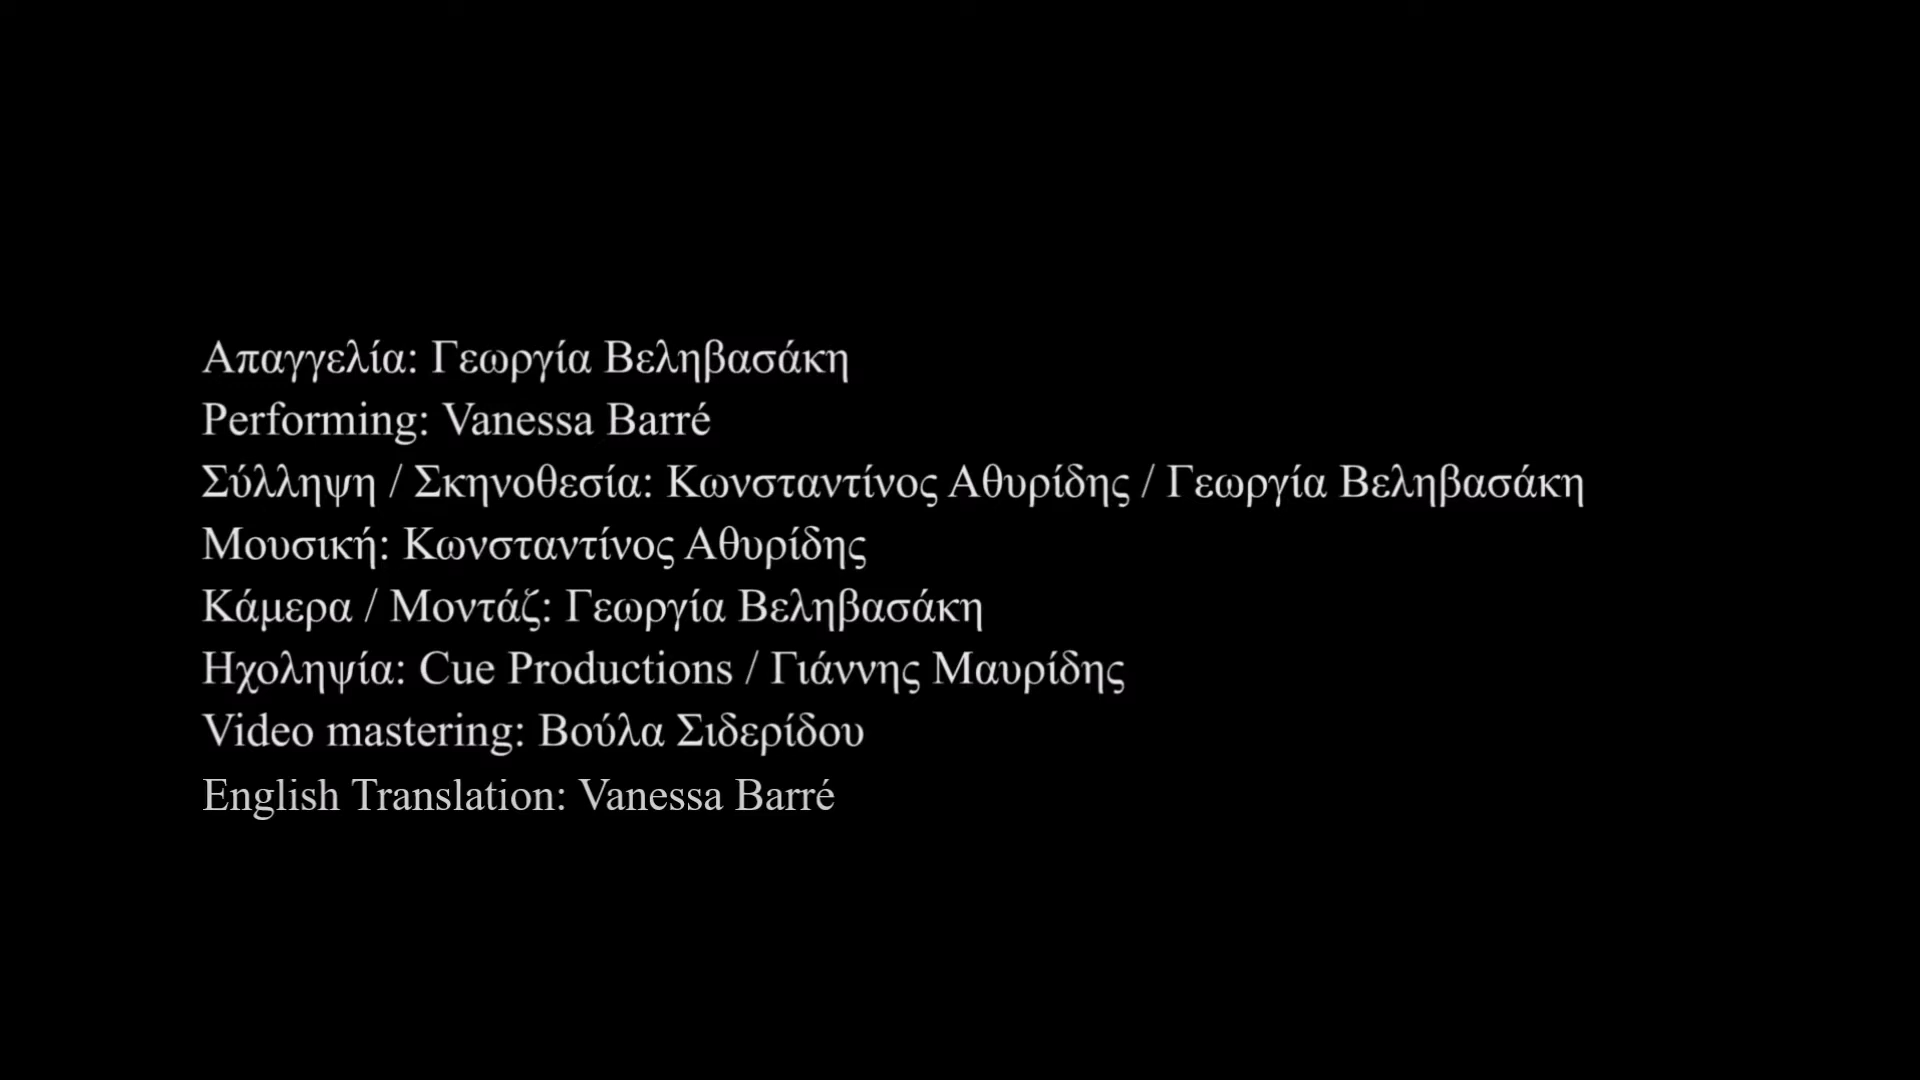 Απαγγελία: Γεωργία Βεληβασάκη
Performing: Vanessa Barré
Σύλληψη / Σκηνοθεσία: Κωνσταντίνος Αθυρίδης / Γεωργία Βεληβασάκη
Μουσική: Κωνσταντίνος Αθυρίδης
Κάμερα / Μοντάζ: Γεωργία Βεληβασάκη
Ηχοληψία: Cue Productions / Γιάννης Μαυρίδης
Video mastering: Βούλα Σιδερίδου
English Translation: Vanessa Barré